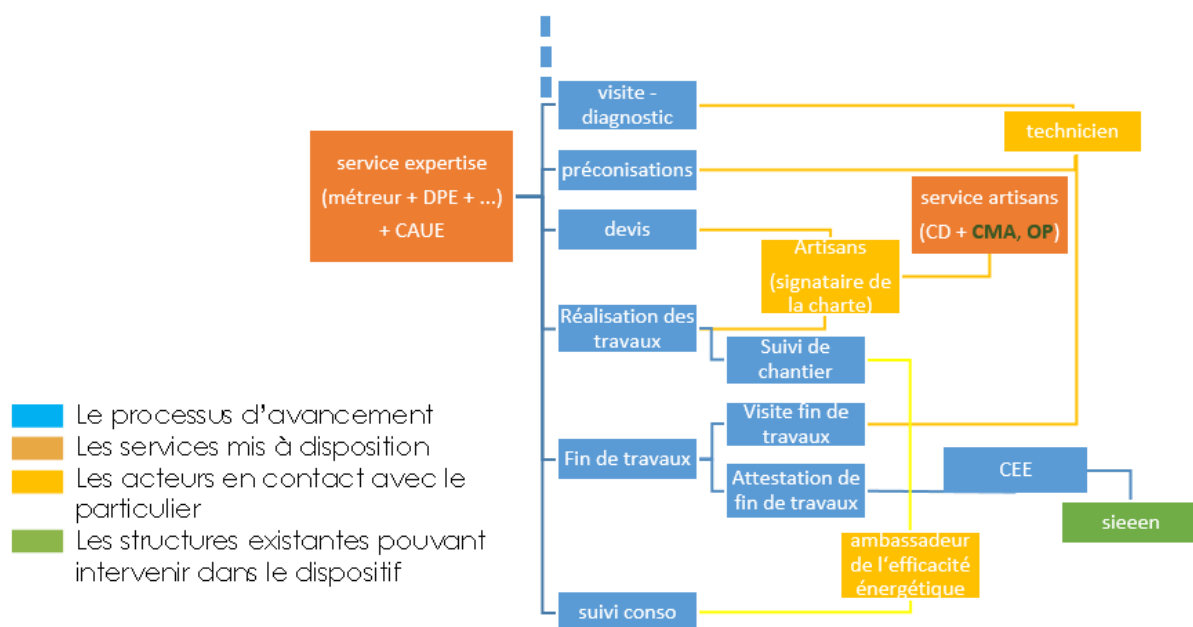 visite -
diagnostic
technicien
service expertise
(métreur + DPE + ...)
+ CAUE
préconisations
service artisans
(CD + CMA, OP)
devis
Artisans
(signataire de
la charte)
Réalisation des
travaux
Suivi de
chantier
Visite fin de
travaux
Fin de travaux
Attestation de
fin de travaux
CEE
sieeen
ambassadeur
de l'efficacité
énergétique
suivi conso
Le processus d'avancement
Les services mis à disposition
Les acteurs en contact avec le
particulier
Les structures existantes pouvant
intervenir dans le dispositif